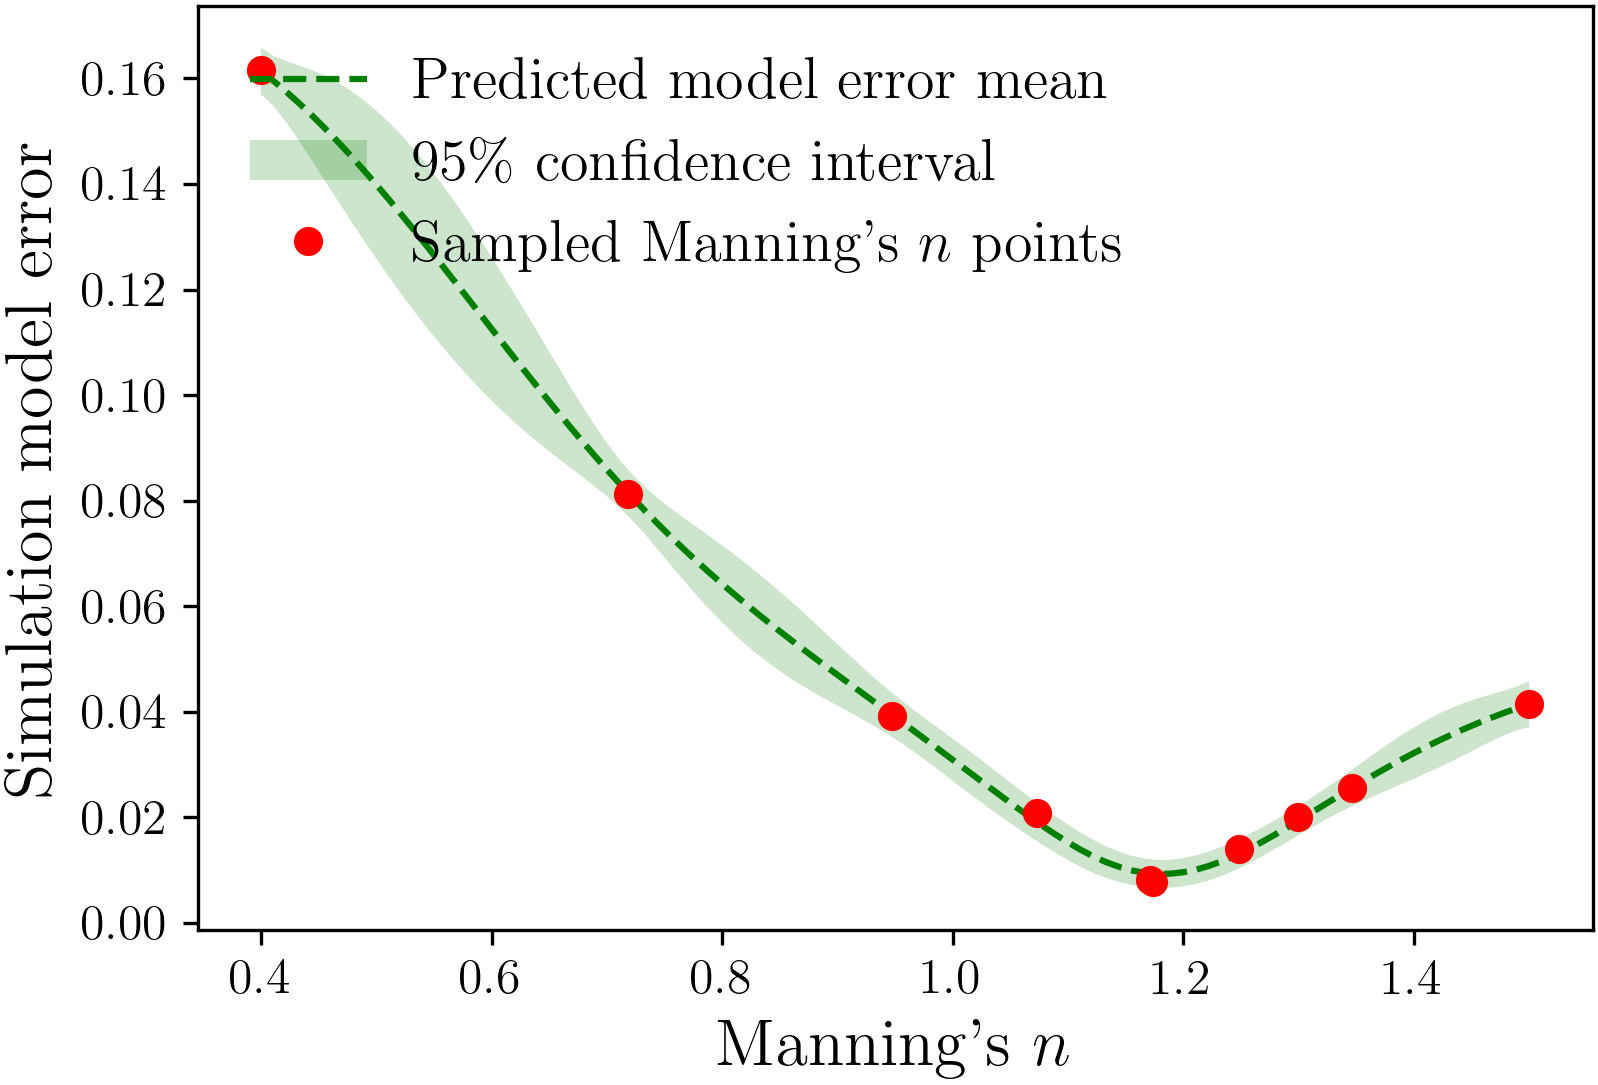 Predicted model error mean
95% confidence interval
Sampled Manning's n points
Simulation model error
0.16
0.14
0.12
0.10
0.08
0.06
0.04
0.02
0.00
0.4 0.6 0.8 1.0 1.2 1.4
Manning's n